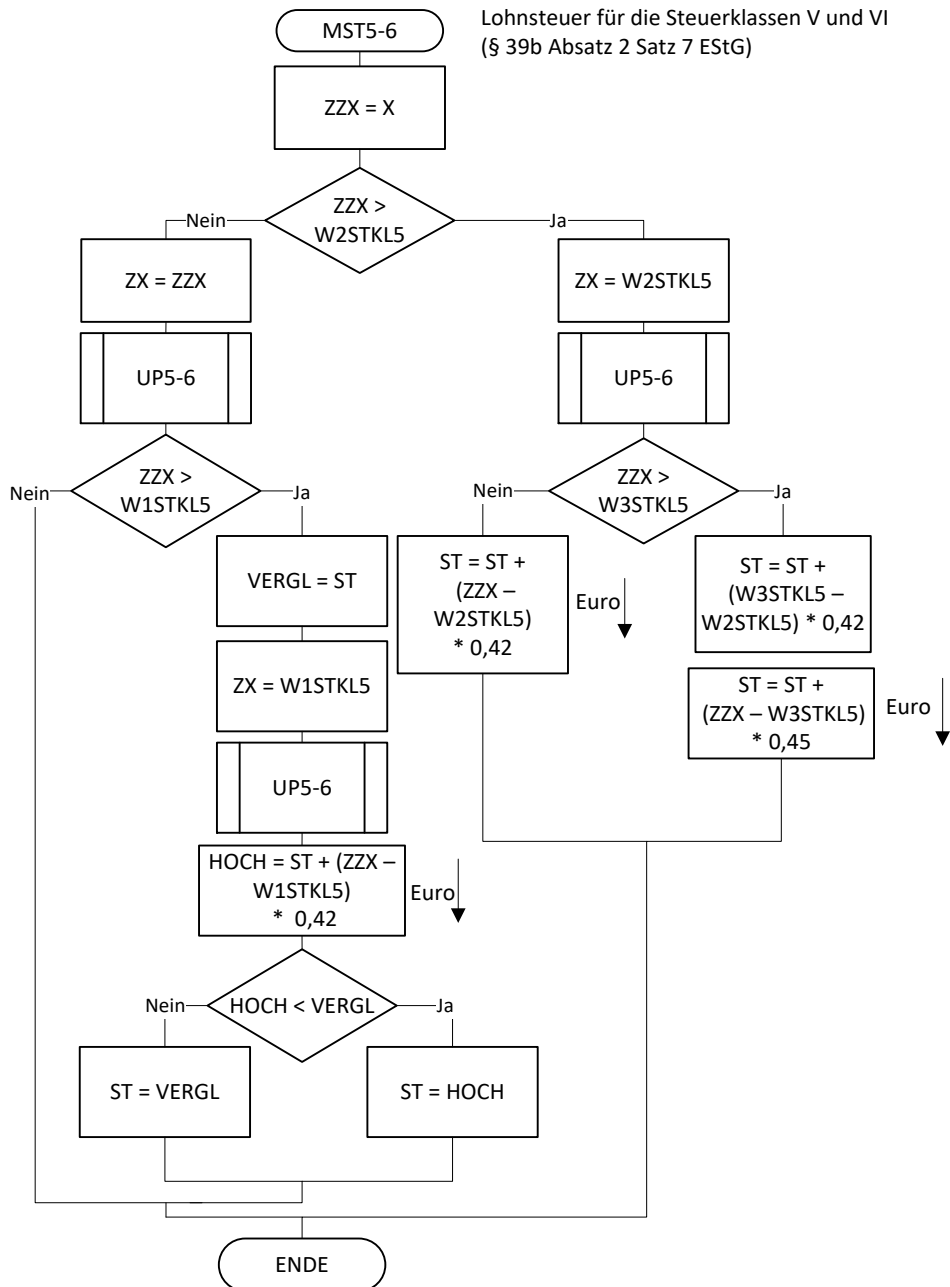 MST5-6
Lohnsteuer für die Steuerklassen V und VI
(§ 39b Absatz 2 Satz 7 EStG)
ZZX = X
ZZX >
W2STKL5
Nein
Ja
ZX = ZZX
ZX = W2STKL5
UP5-6
UP5-6
ZZX >
W1STKL5
Nein
Ja
ZZX >
W3STKL5
Nein
Ja
VERGL = ST
ST = ST +
(ZZX –
W2STKL5)
* 0,42
Euro
ST = ST +
(W3STKL5 –
W2STKL5) * 0,42
ZX = W1STKL5
ST = ST +
(ZZX – W3STKL5)
* 0,45
Euro
UP5-6
HOCH = ST + (ZZX –
W1STKL5)
* 0,42
Euro
HOCH < VERGL
Nein
Ja
ST = VERGL
ST = HOCH
ENDE